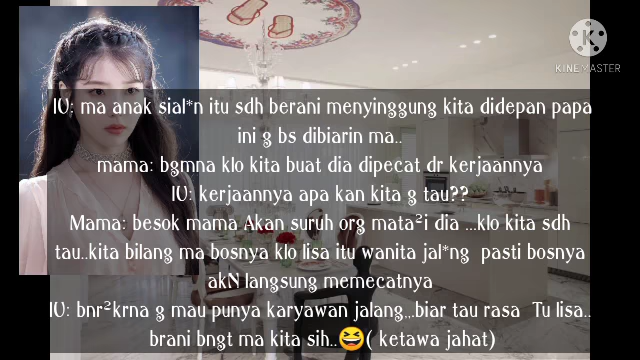 KINEMASTER
IU: ma anak sial*n itu sdh berani menyinggung kita didepan papa
ini g bs dibiarin ma..
mama: bgmna klo kita buat dia dipecat dr kerjaannya
IU: kerjaannya apa kan kita g tau??
Mama: besok mama Akan suruh org mata²i dia ...klo kita sdh
tau..kita bilang ma bosnya klo lisa itu wanita jal*ng pasti bosnya
akN langsung memecatnya
IU: bnr²krna g mau punya karyawan jalang,,,biar tau rasa Tu lisa..
brani bngt ma kita sih..😆( ketawa jahat)